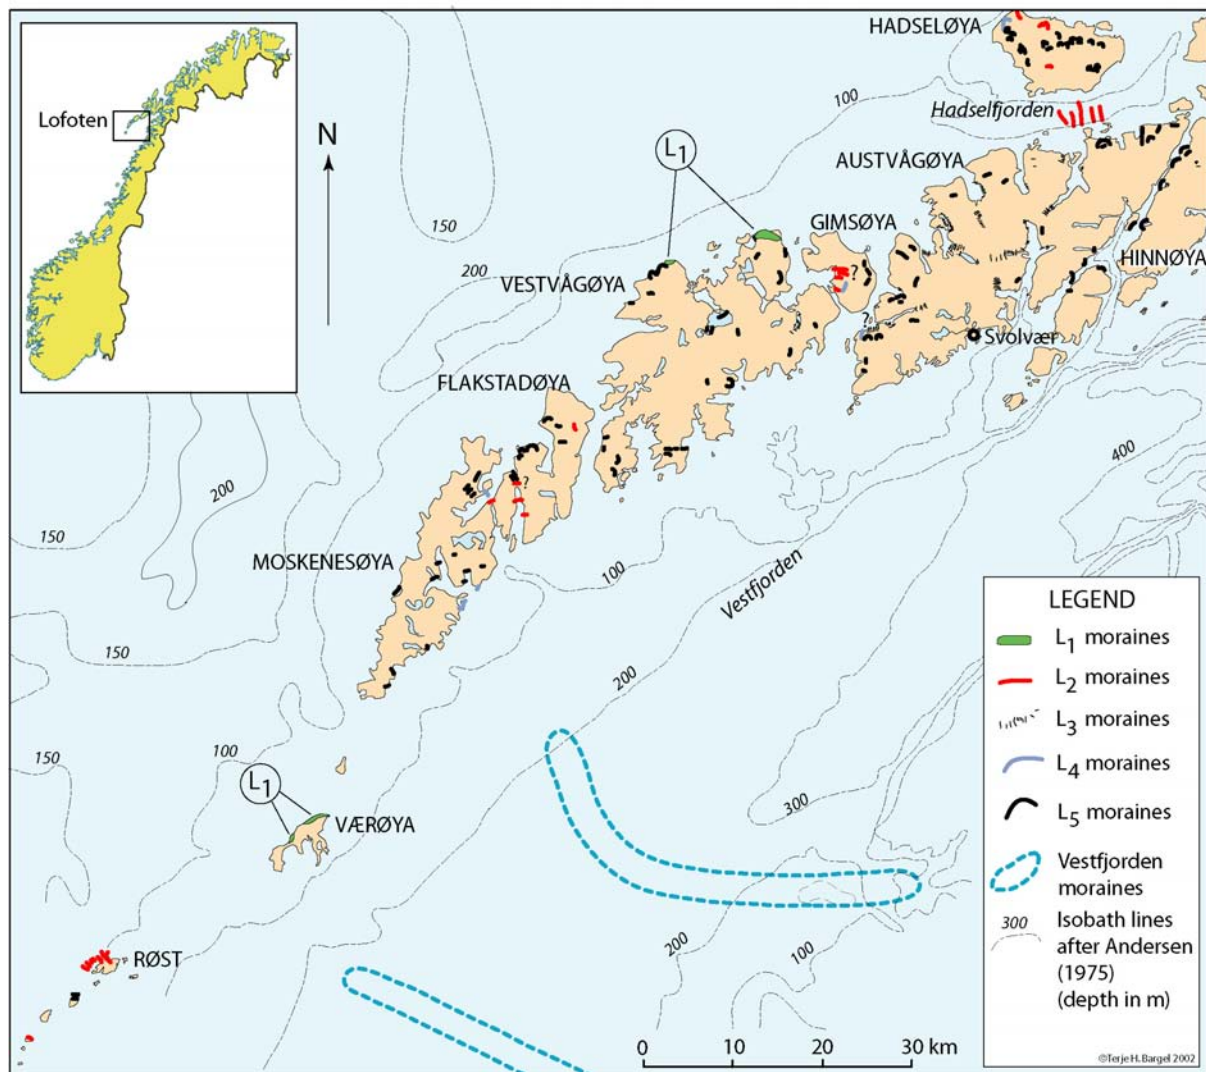 HADSELØYA
Lofoten
100
Hadselfjorden
N
L1
AUSTVÅGØYA
150
GIMSØYA
200
?
HINNØYA
VESTVÅGØYA
?
Svolvær
FLAKSTADØYA
400
200
?
150
MOSKENESØYA
100
Vestfjorden
150
200
100
150
300
L1
VÆRØYA
200
100
RØST
0 10 20 30 km
LEGEND
L1 moraines
L2 moraines
L3 moraines
L4 moraines
L5 moraines
Vestfjorden
moraines
300
Isobath lines
after Andersen
(1975)
(depth in m)
©Terje H. Bargel 2002